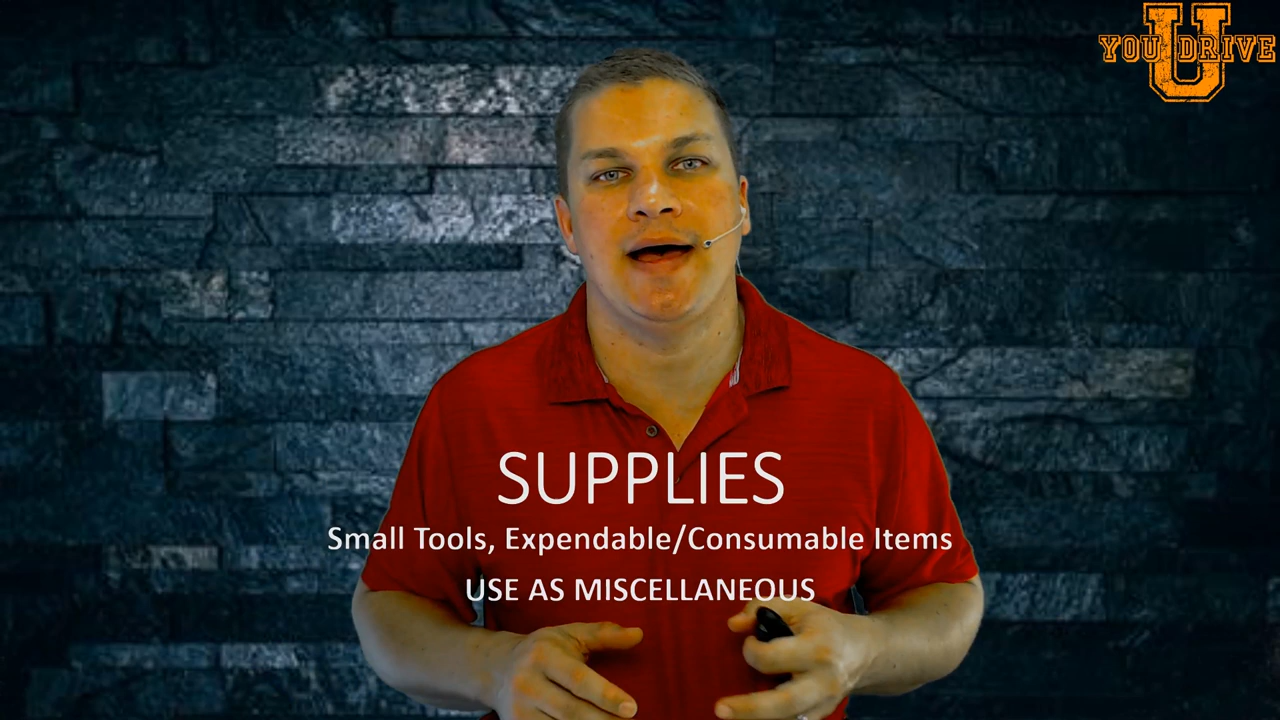 YOU DRIVE
U
SUPPLIES
Small Tools, Expendable/Consumable Items
USE AS MISCELLANEOUS